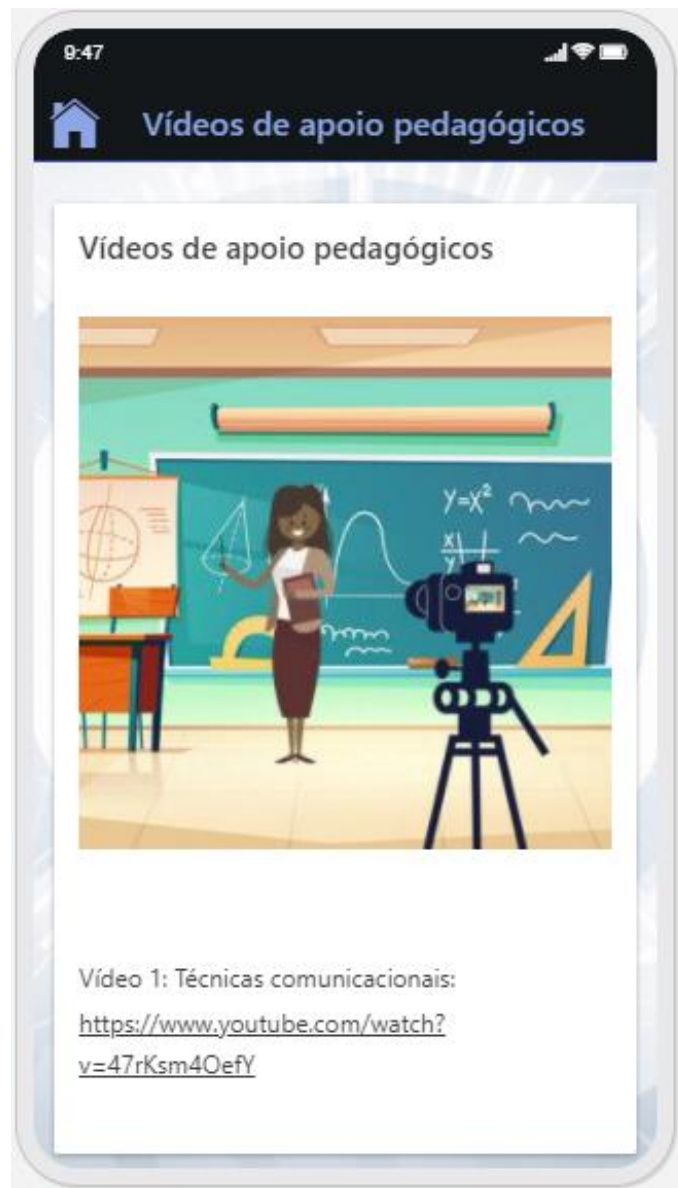 9:47
Vídeos de apoio pedagógicos
Vídeos de apoio pedagógicos
y=x²
x
y
Vídeo 1: Técnicas comunicacionais:
https://www.youtube.com/watch?
v=47rKsm4OefY